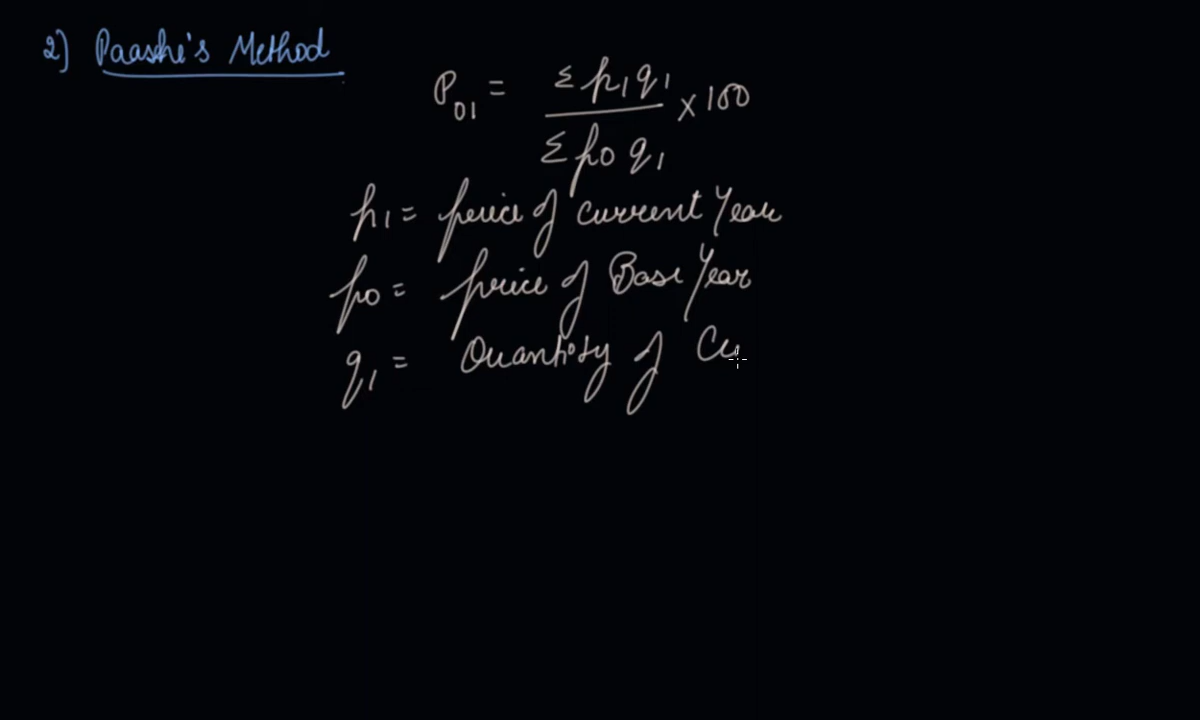 2) Paashe's Method
P01 = Σp1q1 / Σp0q1 × 100
p1 = price of current Year
p0 = price of Base Year
q1 = Quantity of Cu